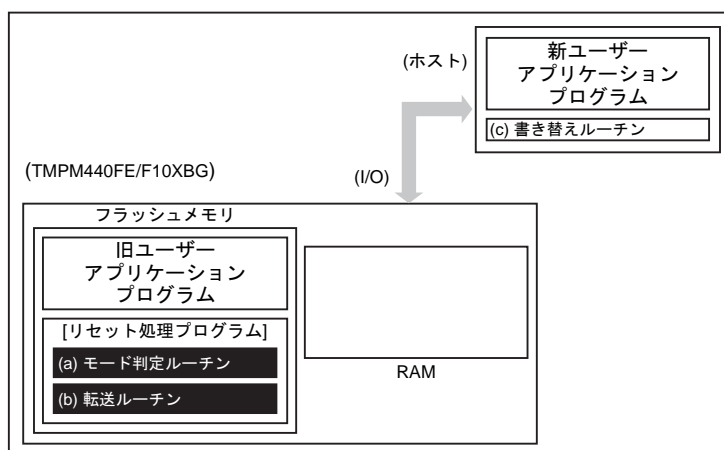 (ホスト)
新ユーザー
アプリケーション
プログラム
(c) 書き替えルーチン
(TMPM440FE/F10XBG)
(I/O)
フラッシュメモリ
旧ユーザー
アプリケーション
プログラム
[リセット処理プログラム]
(a) モード判定ルーチン
(b) 転送ルーチン
RAM